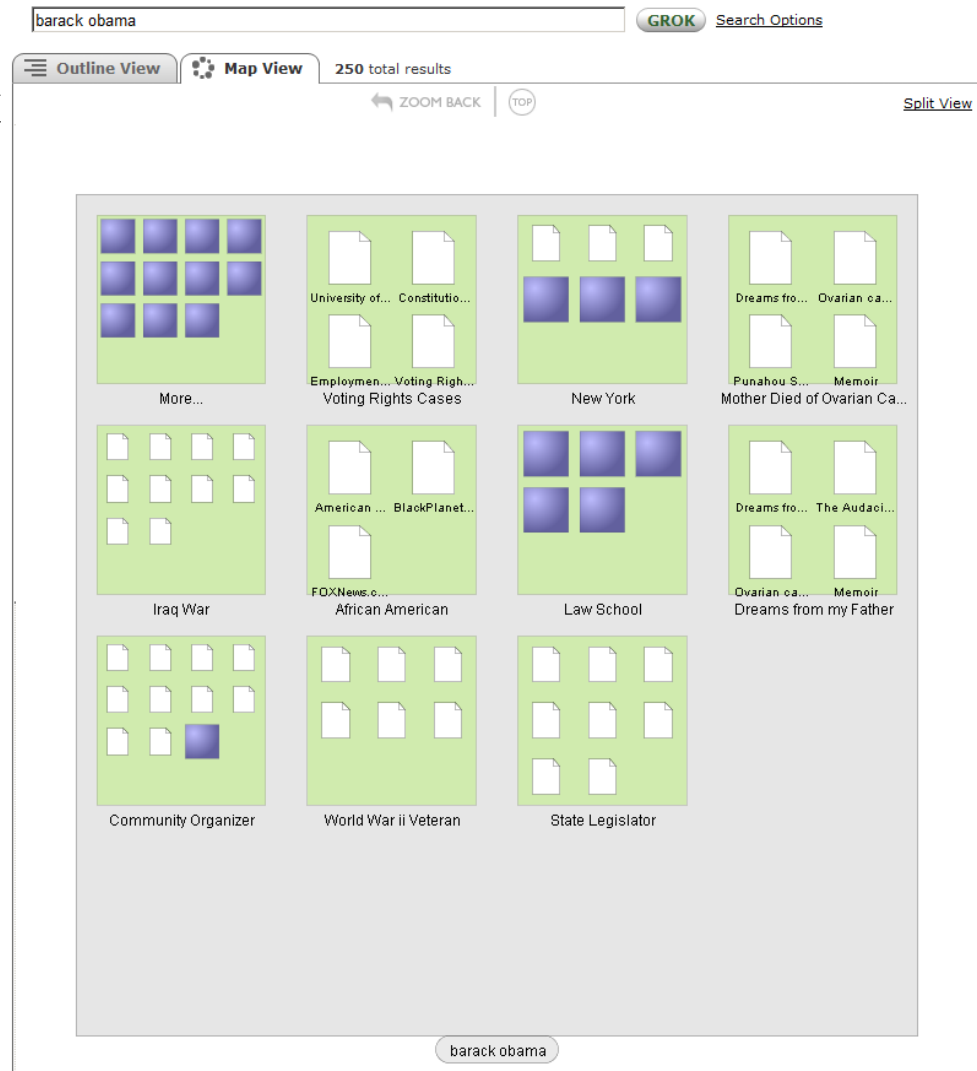 barack obama GROK Search Options
Outline View Map View 250 total results
ZOOM BACK TOP Split View
University of... Constitutio... Dreams fro... Ovarian ca...
Employmen... Voting Righ... Punahou S... Memoir
More... Voting Rights Cases New York Mother Died of Ovarian Ca...
American ... BlackPlanet... Dreams fro... The Audaci...
FOXNews.c... Ovarian ca... Memoir
Iraq War African American Law School Dreams from my Father
Community Organizer World War ii Veteran State Legislator
barack obama